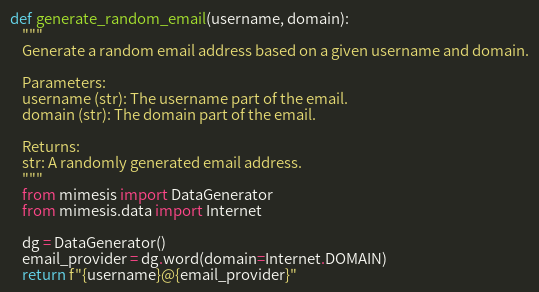 def generate_random_email(username, domain):
"""
Generate a random email address based on a given username and domain.
Parameters:
username (str): The username part of the email.
domain (str): The domain part of the email.
Returns:
str: A randomly generated email address.
"""
from mimesis import DataGenerator
from mimesis.data import Internet
dg = DataGenerator()
email_provider = dg.word(domain=Internet.DOMAIN)
return f"{username}@{email_provider}"